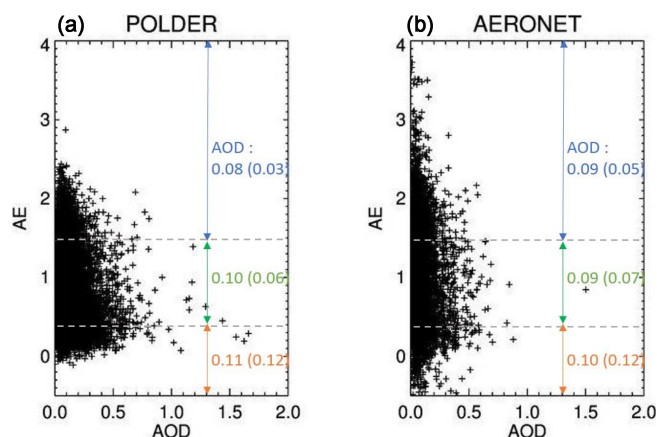 (a) POLDER
4
3
2
1
0
AE
AOD :
0.08 (0.03)
0.10 (0.06)
0.11 (0.12)
0.0 0.5 1.0 1.5 2.0
AOD
(b) AERONET
4
3
2
1
0
AE
AOD :
0.09 (0.05)
0.09 (0.07)
0.10 (0.12)
0.0 0.5 1.0 1.5 2.0
AOD